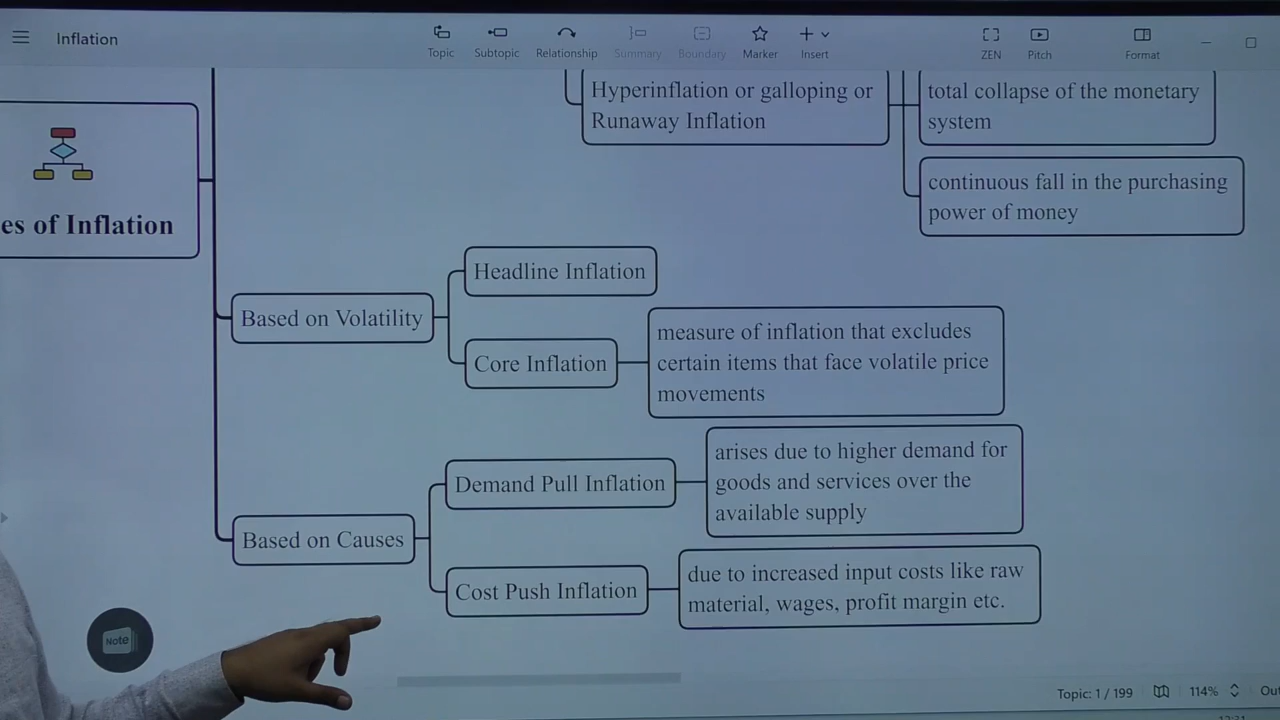 Inflation
Topic
Subtopic
Relationship
Summary
Boundary
Marker
Insert
ZEN
Pitch
Format
Hyperinflation or galloping or
Runaway Inflation
total collapse of the monetary
system
continuous fall in the purchasing
power of money
es of Inflation
Based on Volatility
Headline Inflation
Core Inflation
measure of inflation that excludes
certain items that face volatile price
movements
Based on Causes
Demand Pull Inflation
arises due to higher demand for
goods and services over the
available supply
Cost Push Inflation
due to increased input costs like raw
material, wages, profit margin etc.
Note
Topic: 1 / 199
114%
Out